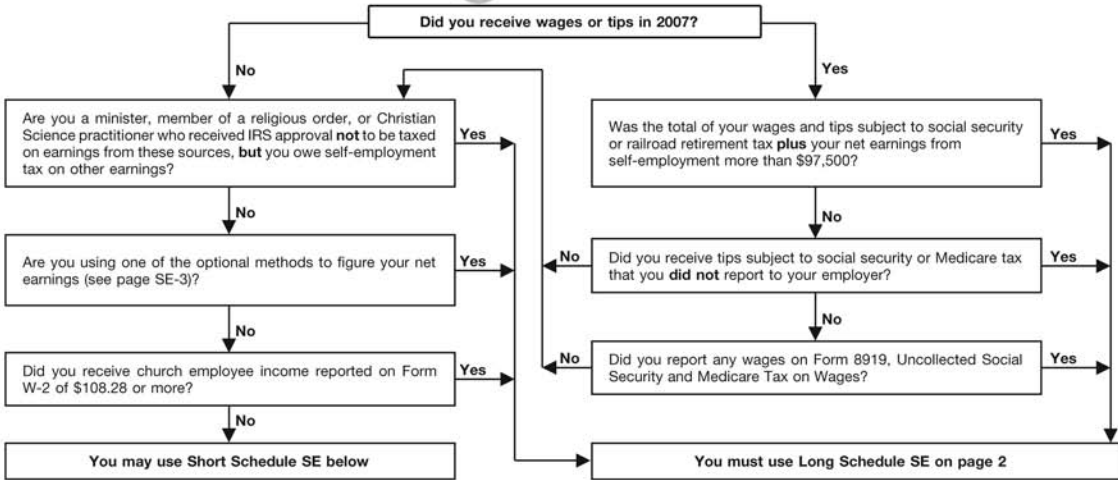 Did you receive wages or tips in 2007?
No
Yes
Are you a minister, member of a religious order, or Christian
Science practitioner who received IRS approval not to be taxed
on earnings from these sources, but you owe self-employment
tax on other earnings?
Yes
No
Are you using one of the optional methods to figure your net
earnings (see page SE-3)?
Yes
No
Did you receive church employee income reported on Form
W-2 of $108.28 or more?
Yes
No
You may use Short Schedule SE below
Was the total of your wages and tips subject to social security
or railroad retirement tax plus your net earnings from
self-employment more than $97,500?
Yes
No
Did you receive tips subject to social security or Medicare tax
that you did not report to your employer?
No
Yes
No
Did you report any wages on Form 8919, Uncollected Social
Security and Medicare Tax on Wages?
No
Yes
You must use Long Schedule SE on page 2